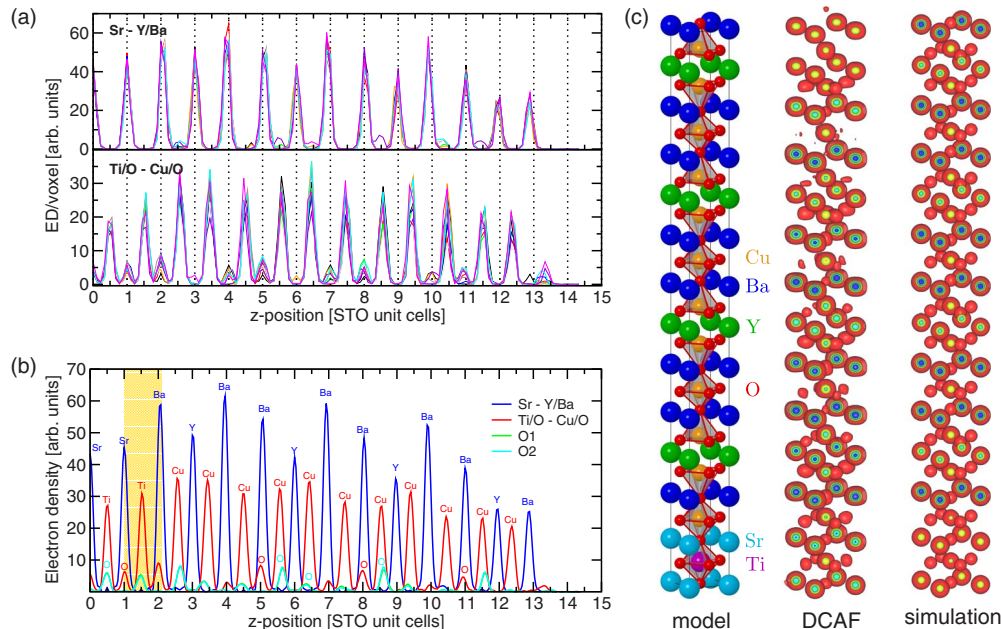 (a)
Sr - Y/Ba
60
40
20
0
Ti/O - Cu/O
30
20
10
0
ED/voxel [arb. units]
0 1 2 3 4 5 6 7 8 9 10 11 12 13 14 15
z-position [STO unit cells]
(b)
70
60
50
40
30
20
10
Electron density [arb. units]
Sr Sr Ba Y Ba Ba Y Ba Ba Y Ba Ba Y Ba
Ti Ti Cu Cu Cu Cu Cu Cu Cu Cu Cu Cu Cu
O O O O O O O O
Sr - Y/Ba
Ti/O - Cu/O
O1
O2
0 1 2 3 4 5 6 7 8 9 10 11 12 13 14 15
z-position [STO unit cells]
(c)
Cu
Ba
Y
O
Sr
Ti
model
DCAF
simulation